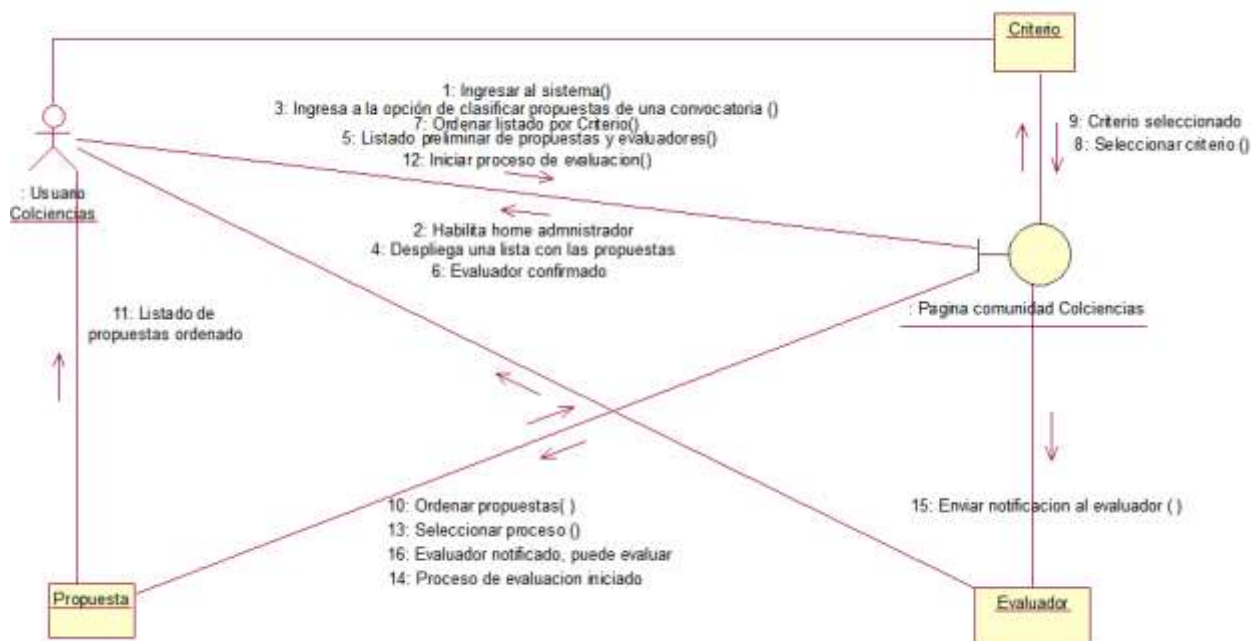 Criterio
1: Ingresar al sistema()
3: Ingresa a la opción de clasificar propuestas de una convocatoria ()
7: Ordenar listado por Criterio()
5: Listado preliminar de propuestas y evaluadores()
12: Iniciar proceso de evaluacion()
9: Criterio seleccionado
8: Seleccionar criterio ()
: Usuario
Colciencias
2: Habilita home admnistrador
4: Despliega una lista con las propuestas
6: Evaluador confirmado
: Pagina comunidad Colciencias
11: Listado de
propuestas ordenado
10: Ordenar propuestas( )
13: Seleccionar proceso ()
16: Evaluador notificado, puede evaluar
14: Proceso de evaluacion iniciado
15: Enviar notificacion al evaluador ( )
Propuesta
Evaluador